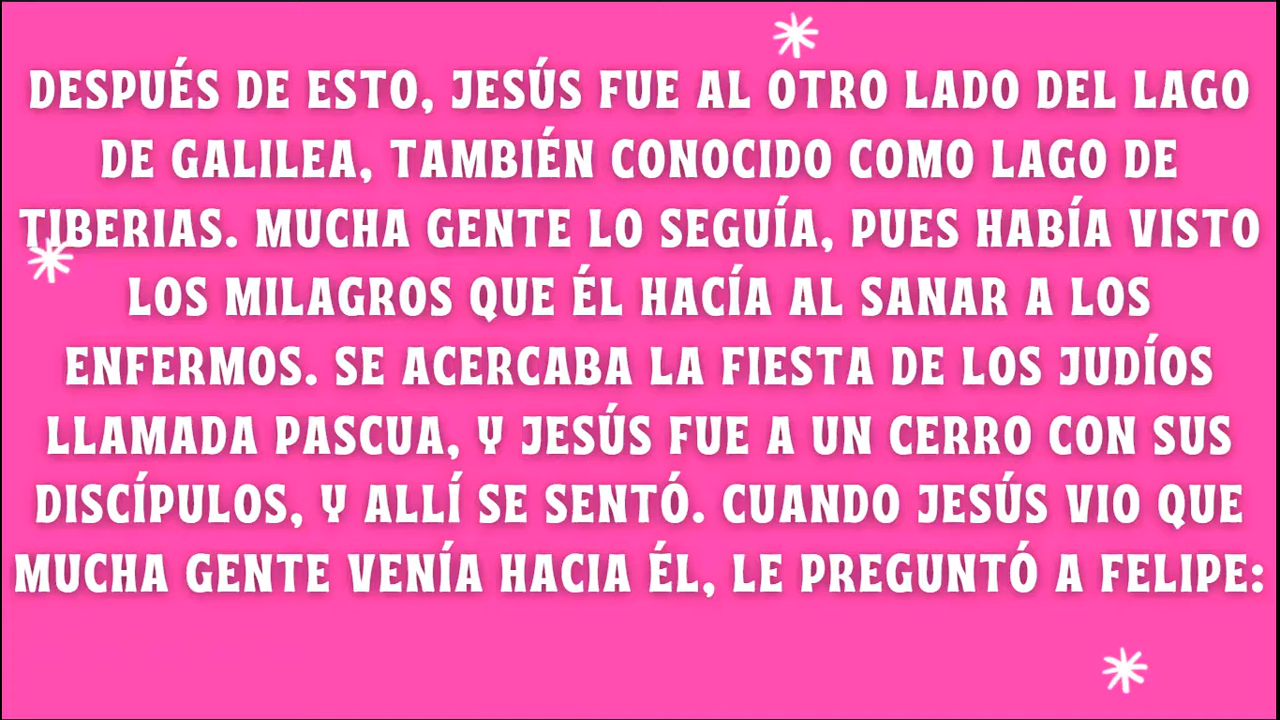 DESPUÉS DE ESTO, JESÚS FUE AL OTRO LADO DEL LAGO
DE GALILEA, TAMBIÉN CONOCIDO COMO LAGO DE
TIBERIAS. MUCHA GENTE LO SEGUÍA, PUES HABÍA VISTO
LOS MILAGROS QUE ÉL HACÍA AL SANAR A LOS
ENFERMOS. SE ACERCABA LA FIESTA DE LOS JUDÍOS
LLAMADA PASCUA, Y JESÚS FUE A UN CERRO CON SUS
DISCÍPULOS, Y ALLÍ SE SENTÓ. CUANDO JESÚS VIO QUE
MUCHA GENTE VENÍA HACIA ÉL, LE PREGUNTÓ A FELIPE: